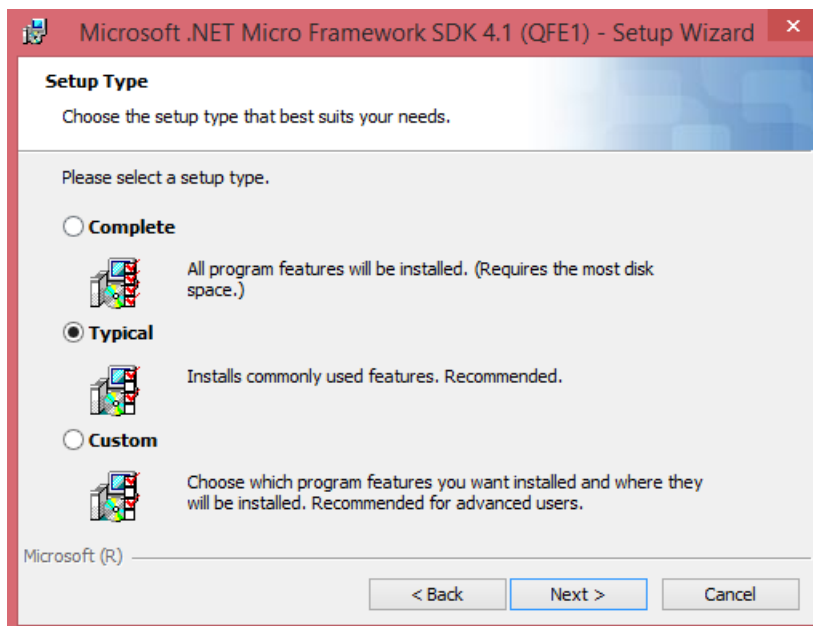 Microsoft .NET Micro Framework SDK 4.1 (QFE1) - Setup Wizard
Setup Type
Choose the setup type that best suits your needs.
Please select a setup type.
Complete
All program features will be installed. (Requires the most disk
space.)
Typical
Installs commonly used features. Recommended.
Custom
Choose which program features you want installed and where they
will be installed. Recommended for advanced users.
Microsoft (R)
< Back Next > Cancel